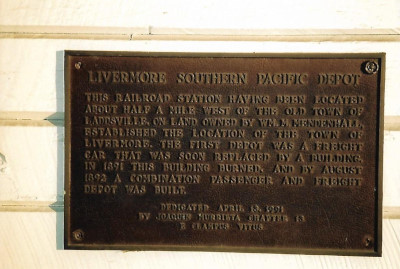 LIVERMORE SOUTHERN PACIFIC DEPOT
THIS RAILROAD STATION HAVING BEEN LOCATED
ABOUT HALF A MILE WEST OF THE OLD TOWN OF
LADDSVILLE, ON LAND OWNED BY WM. M. MENDENHALL,
ESTABLISHED THE LOCATION OF THE TOWN OF
LIVERMORE. THE FIRST DEPOT WAS A FREIGHT
CAR THAT WAS SOON REPLACED BY A BUILDING.
IN 1891 THIS BUILDING BURNED. AND BY AUGUST
1892 A COMBINATION PASSENGER AND FREIGHT
DEPOT WAS BUILT.
DEDICATED APRIL 13, 1991
BY JOAQUIN MURRIETA CHAPTER 13
E CLAMPUS VITUS